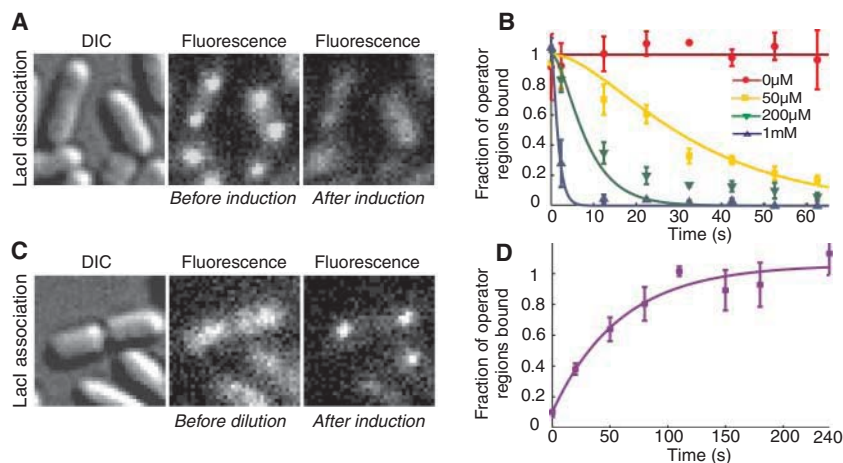 A
DIC
Fluorescence
Fluorescence
LacI dissociation
Before induction
After induction
B
Fraction of operator
regions bound
1
0.8
0.6
0.4
0.2
0
0 10 20 30 40 50 60
Time (s)
0μM
50μM
200μM
1mM
C
DIC
Fluorescence
Fluorescence
LacI association
Before dilution
After induction
D
Fraction of operator
regions bound
1
0.8
0.6
0.4
0.2
0
0 50 100 150 200 240
Time (s)